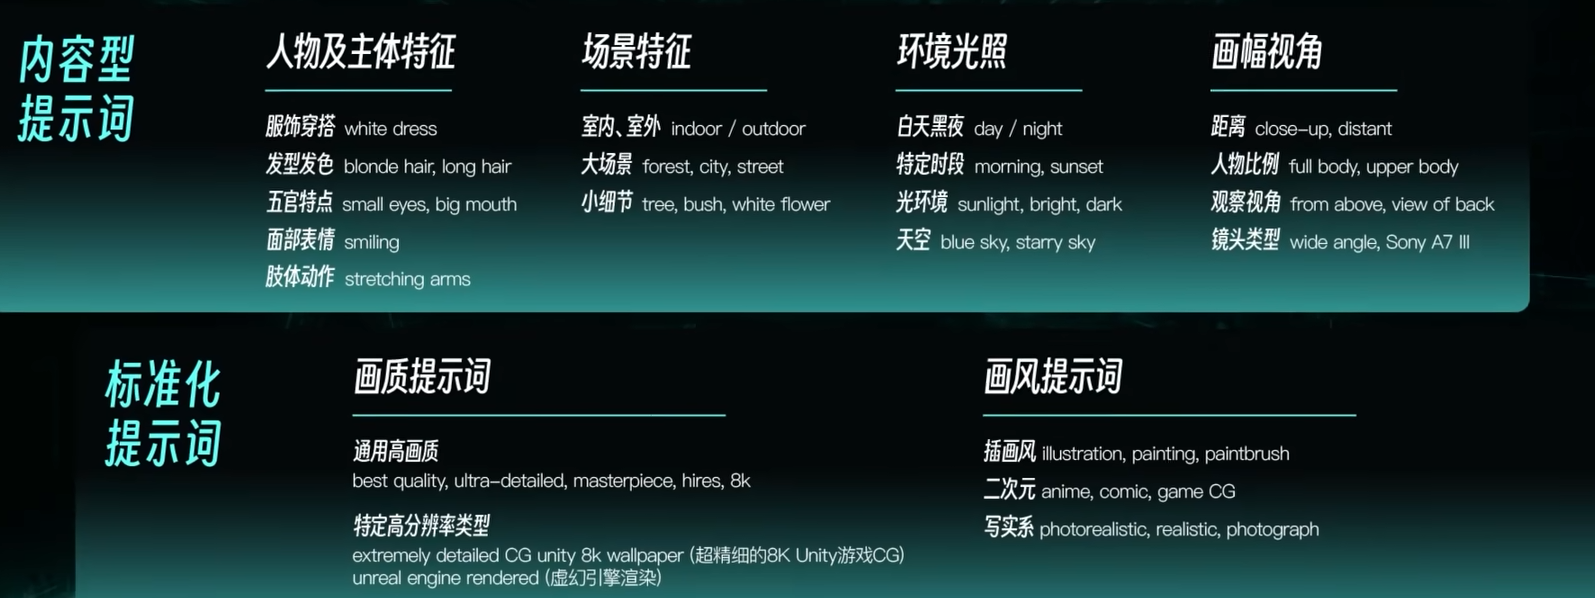 内容型
提示词
人物及主体特征
服饰穿搭 white dress
发型发色 blonde hair, long hair
五官特点 small eyes, big mouth
面部表情 smiling
肢体动作 stretching arms
场景特征
室内、室外 indoor / outdoor
大场景 forest, city, street
小细节 tree, bush, white flower
环境光照
白天黑夜 day / night
特定时段 morning, sunset
光环境 sunlight, bright, dark
天空 blue sky, starry sky
画幅视角
距离 close-up, distant
人物比例 full body, upper body
观察视角 from above, view of back
镜头类型 wide angle, Sony A7 III
标准化
提示词
画质提示词
通用高画质
best quality, ultra-detailed, masterpiece, hires, 8k
特定高分辨率类型
extremely detailed CG unity 8k wallpaper (超精细的8K Unity游戏CG)
unreal engine rendered (虚幻引擎渲染)
画风提示词
插画风 illustration, painting, paintbrush
二次元 anime, comic, game CG
写实系 photorealistic, realistic, photograph